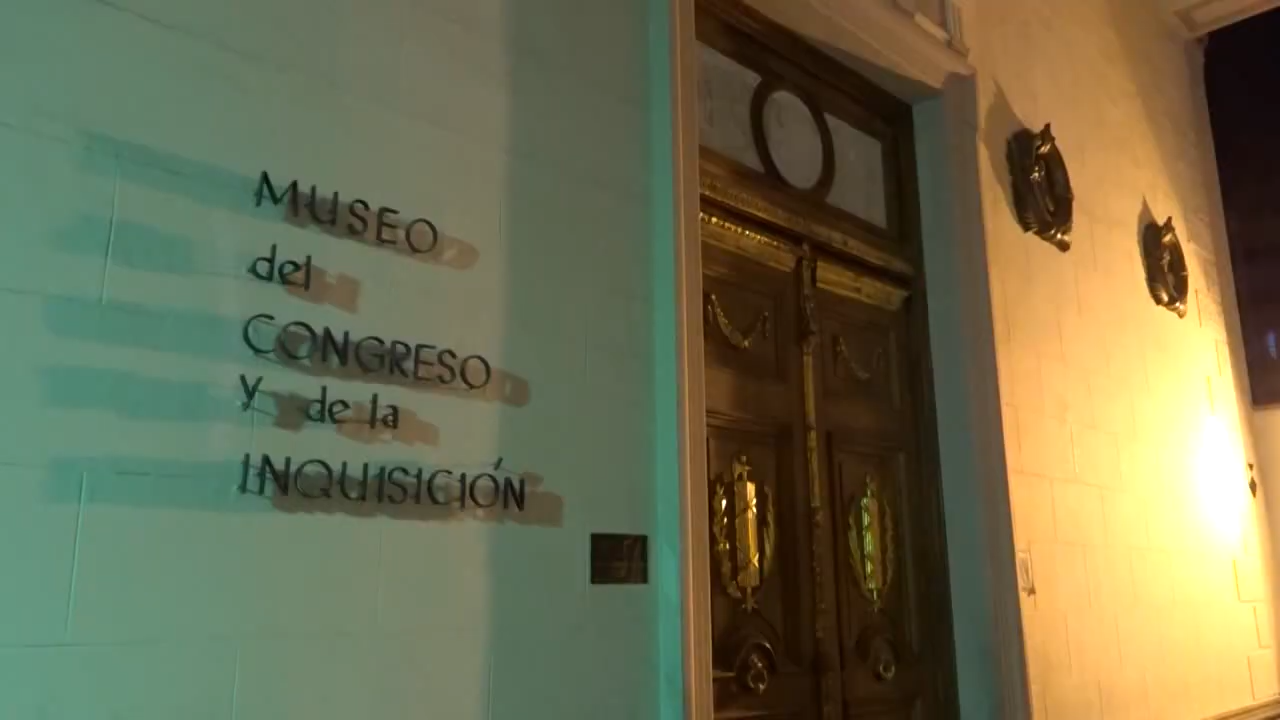 MUSEO
del
CONGRESO
y de la
INQUISICIÓN